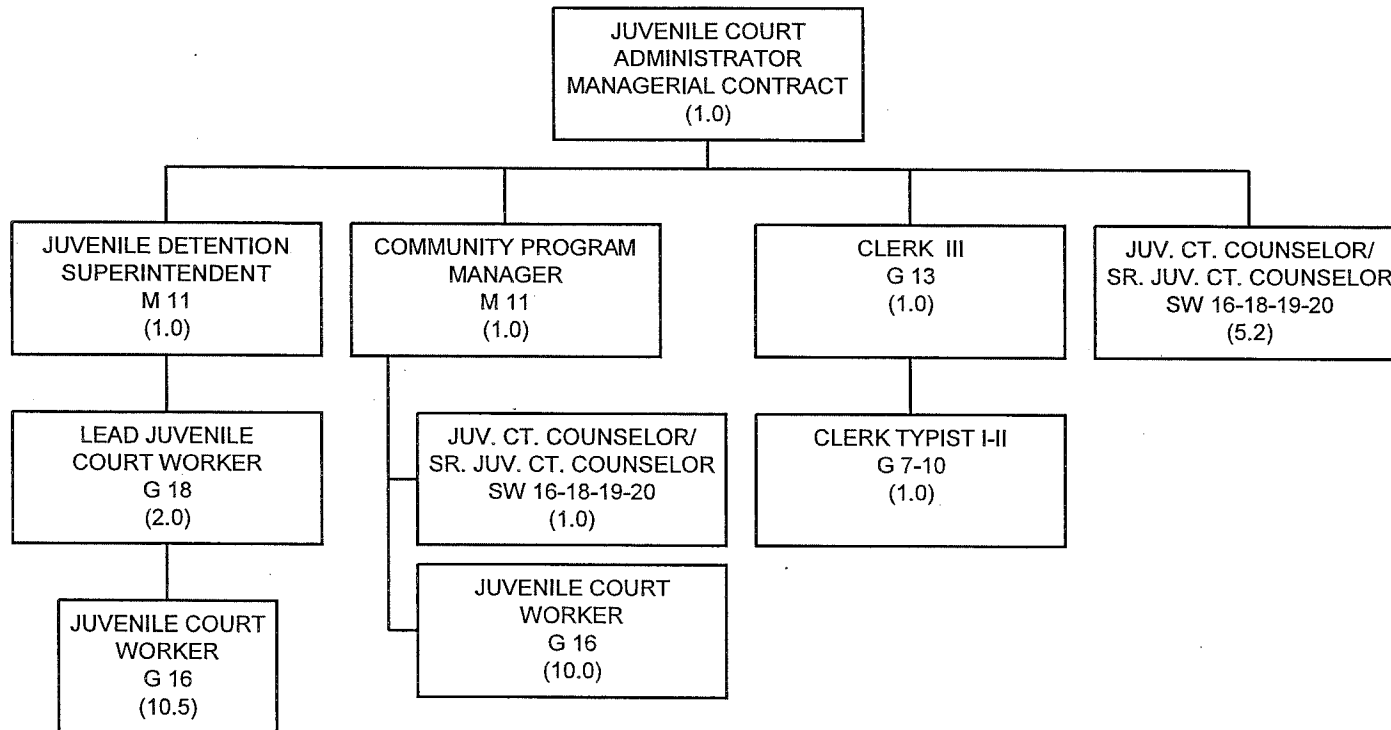 JUVENILE COURT
ADMINISTRATOR
MANAGERIAL CONTRACT
(1.0)
JUVENILE DETENTION
SUPERINTENDENT
M 11
(1.0)
COMMUNITY PROGRAM
MANAGER
M 11
(1.0)
CLERK III
G 13
(1.0)
JUV. CT. COUNSELOR/
SR. JUV. CT. COUNSELOR
SW 16-18-19-20
(5.2)
LEAD JUVENILE
COURT WORKER
G 18
(2.0)
JUV. CT. COUNSELOR/
SR. JUV. CT. COUNSELOR
SW 16-18-19-20
(1.0)
CLERK TYPIST I-II
G 7-10
(1.0)
JUVENILE COURT
WORKER
G 16
(10.5)
JUVENILE COURT
WORKER
G 16
(10.0)